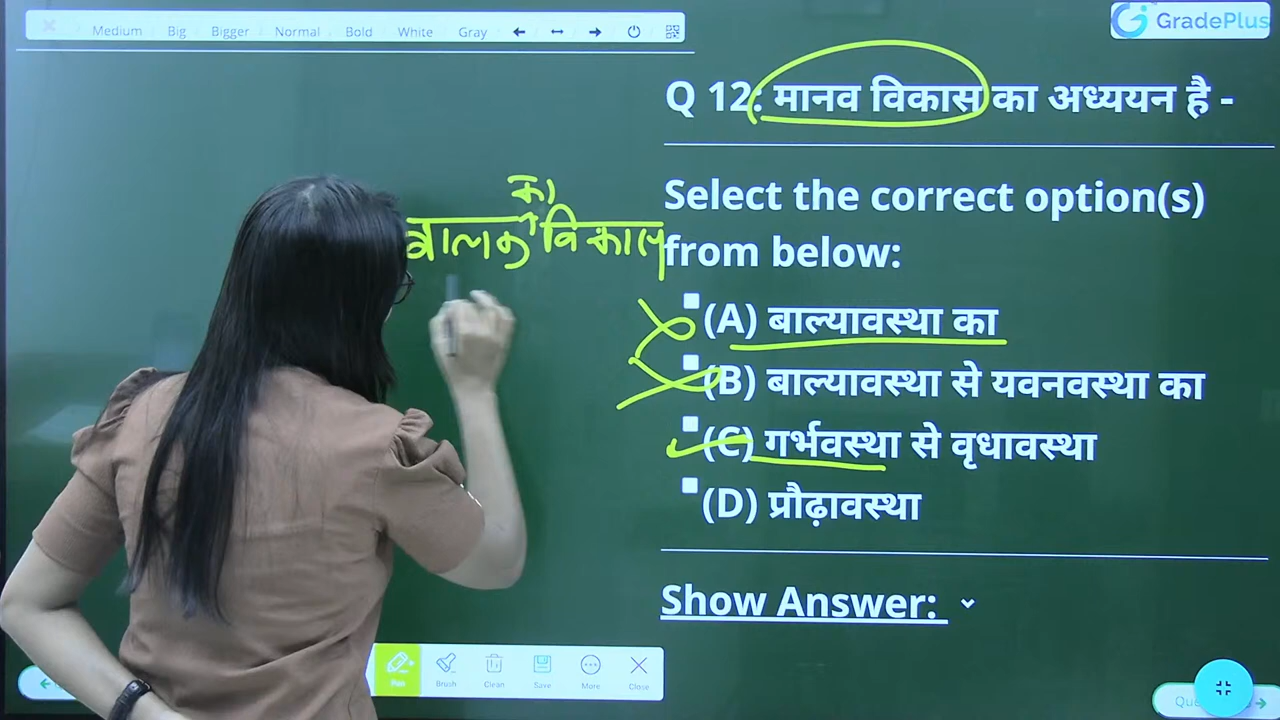 Medium Big Bigger Normal Bold White Gray
GradePlus
Q 12: मानव विकास का अध्ययन है -
का
बालक विकास
Select the correct option(s)
from below:
(A) बाल्यावस्था का
(B) बाल्यावस्था से यवनवस्था का
(C) गर्भवस्था से वृधावस्था
(D) प्रौढ़ावस्था
Show Answer:
Pen Brush Clean Save More Close